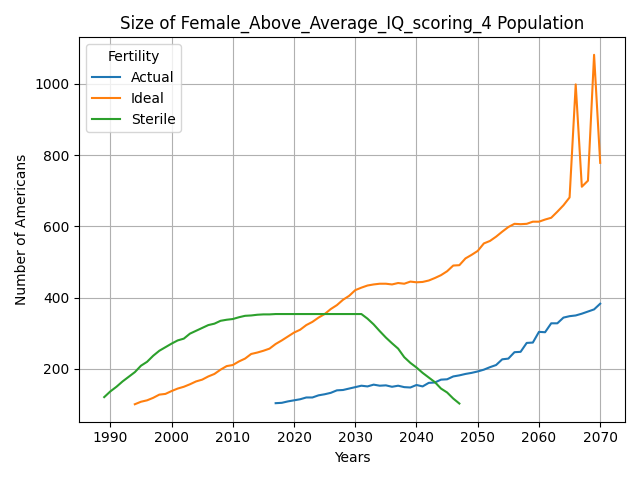 Size of Female_Above_Average_IQ_scoring_4 Population
Fertility
Actual
Ideal
Sterile
Number of Americans
1000
800
600
400
200
1990 2000 2010 2020 2030 2040 2050 2060 2070
Years